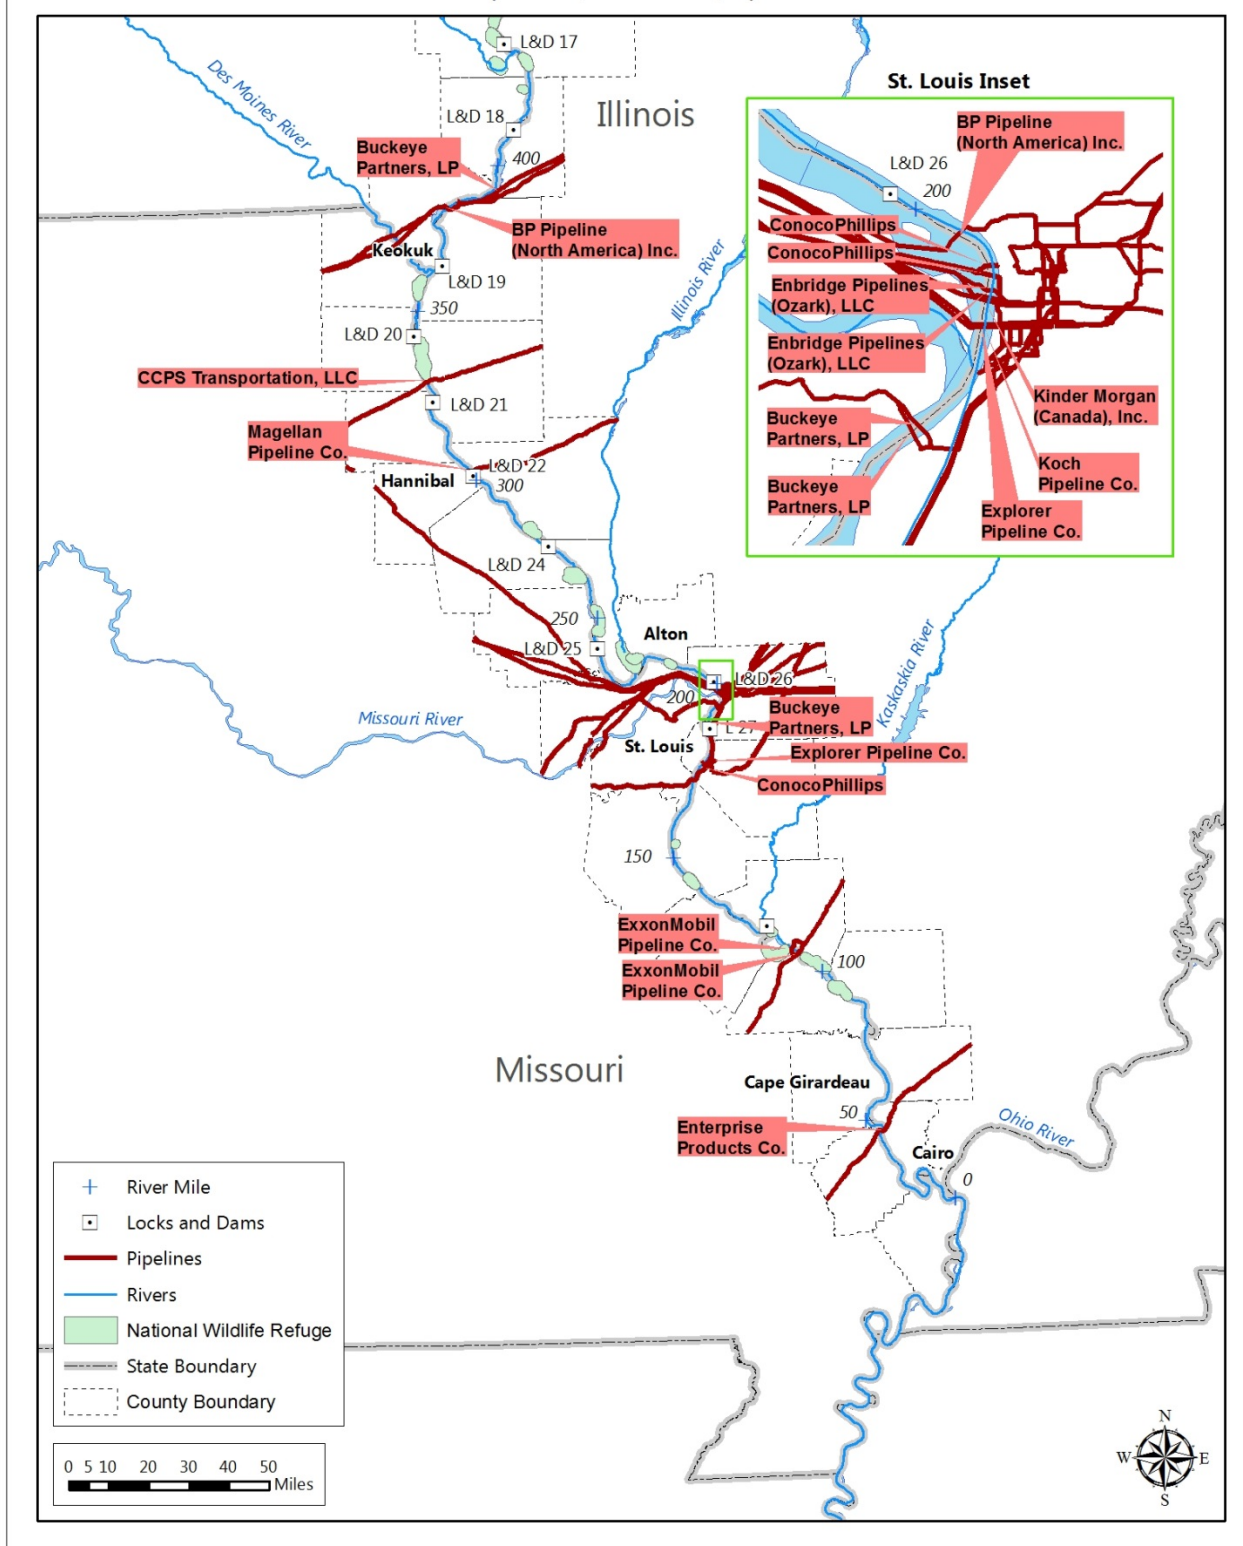 L&D 17
Des Moines River
Illinois
St. Louis Inset
L&D 18
Buckeye
Partners, LP
400
BP Pipeline
(North America) Inc.
Keokuk
L&D 19
350
L&D 20
Illinois River
CCPS Transportation, LLC
L&D 21
Magellan
Pipeline Co.
L&D 22
Hannibal
300
BP Pipeline
(North America) Inc.
L&D 26
200
ConocoPhillips
ConocoPhillips
Enbridge Pipelines
(Ozark), LLC
Enbridge Pipelines
(Ozark), LLC
Kinder Morgan
(Canada), Inc.
Buckeye
Partners, LP
Koch
Pipeline Co.
Buckeye
Partners, LP
Explorer
Pipeline Co.
L&D 24
250
Alton
L&D 25
L&D 26
200
Kaskaskia River
Missouri River
Buckeye
Partners, LP
L 27
St. Louis
Explorer Pipeline Co.
ConocoPhillips
150
ExxonMobil
Pipeline Co.
ExxonMobil
Pipeline Co.
100
Missouri
Cape Girardeau
50
Enterprise
Products Co.
Ohio River
Cairo
0
River Mile
Locks and Dams
Pipelines
Rivers
National Wildlife Refuge
State Boundary
County Boundary
0 5 10 20 30 40 50
Miles
N
W E
S